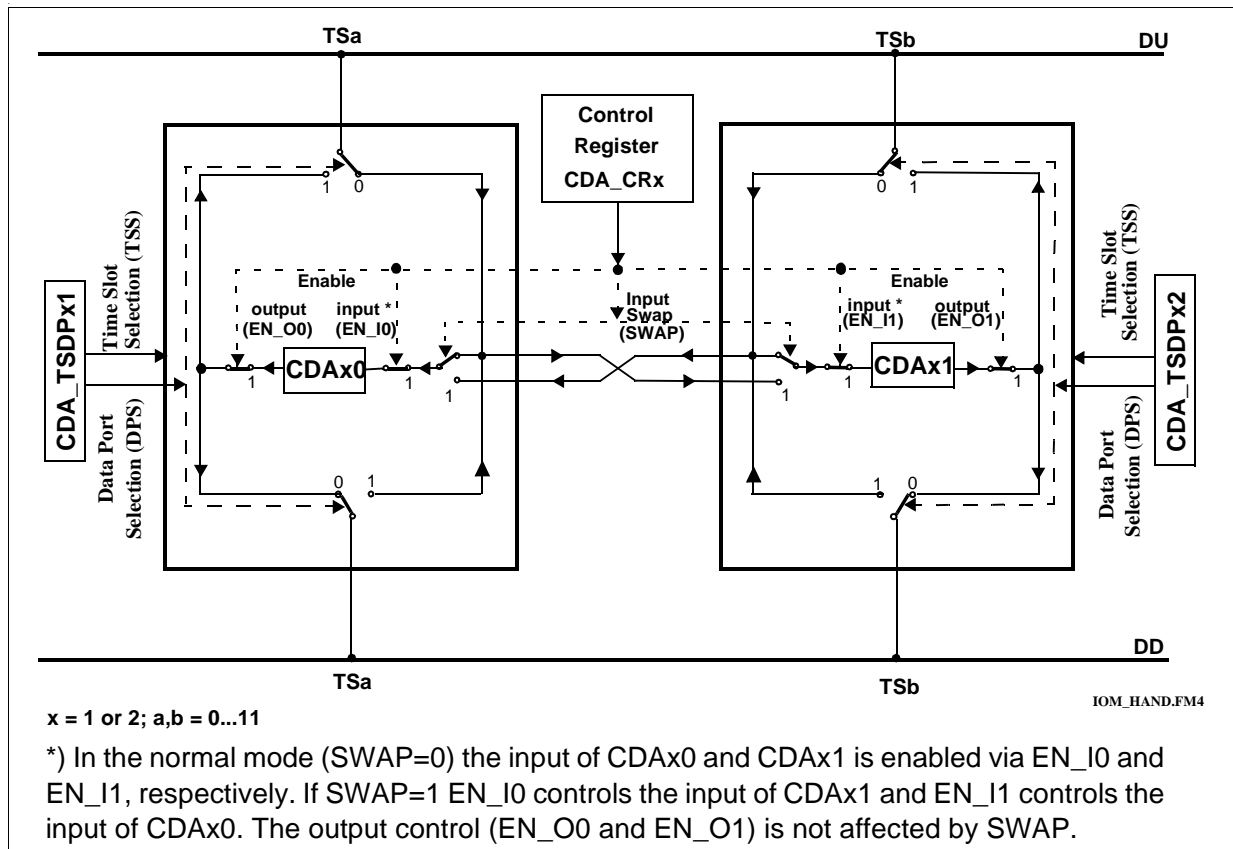 TSa
TSb
DU
Control
Register
CDA_CRx
1
0
0
1
Time Slot
Selection (TSS)
Time Slot
Selection (TSS)
Enable
Enable
output
(EN_O0)
input *
(EN_I0)
Input
Swap
(SWAP)
input *
(EN_I1)
output
(EN_O1)
CDA_TSDPx1
CDA_TSDPx2
1
CDAx0
1
1
1
1
CDAx1
1
Data Port
Selection (DPS)
Data Port
Selection (DPS)
0
1
1
0
DD
TSa
TSb
IOM_HAND.FM4
x = 1 or 2; a,b = 0...11
*) In the normal mode (SWAP=0) the input of CDAx0 and CDAx1 is enabled via EN_I0 and
EN_I1, respectively. If SWAP=1 EN_I0 controls the input of CDAx1 and EN_I1 controls the
input of CDAx0. The output control (EN_O0 and EN_O1) is not affected by SWAP.